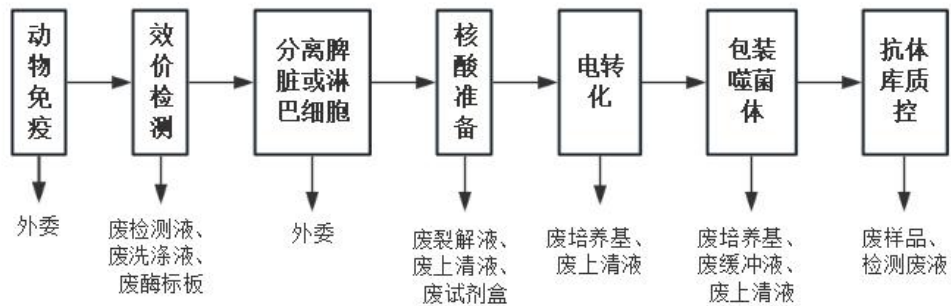 动
物
免
疫
效
价
检
测
分离脾
脏或淋
巴细胞
核
酸
准
备
电转
化
包装
噬菌
体
抗体
库质
控
外委
废检测液、
废洗涤液、
废酶标板
外委
废裂解液、
废上清液、
废试剂盒
废培养基、
废上清液
废培养基、
废缓冲液、
废上清液
废样品、
检测废液